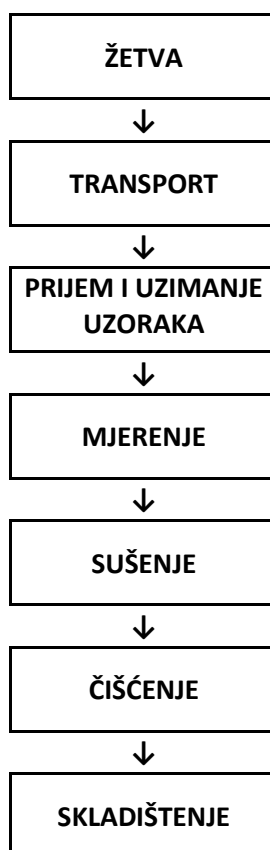 ŽETVA
↓
TRANSPORT
↓
PRIJEM I UZIMANJE
UZORAKA
↓
MJERENJE
↓
SUŠENJE
↓
ČIŠĆENJE
↓
SKLADIŠTENJE